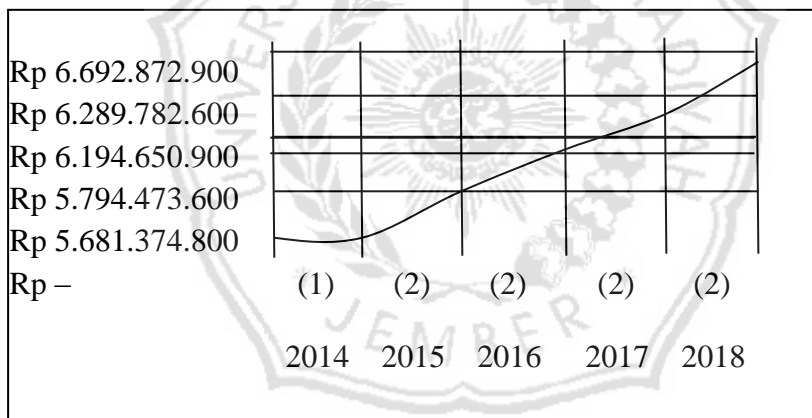 Rp 6.692.872.900
Rp 6.289.782.600
Rp 6.194.650.900
Rp 5.794.473.600
Rp 5.681.374.800
Rp – (1) (2) (2) (2) (2)
2014 2015 2016 2017 2018
JEMBER